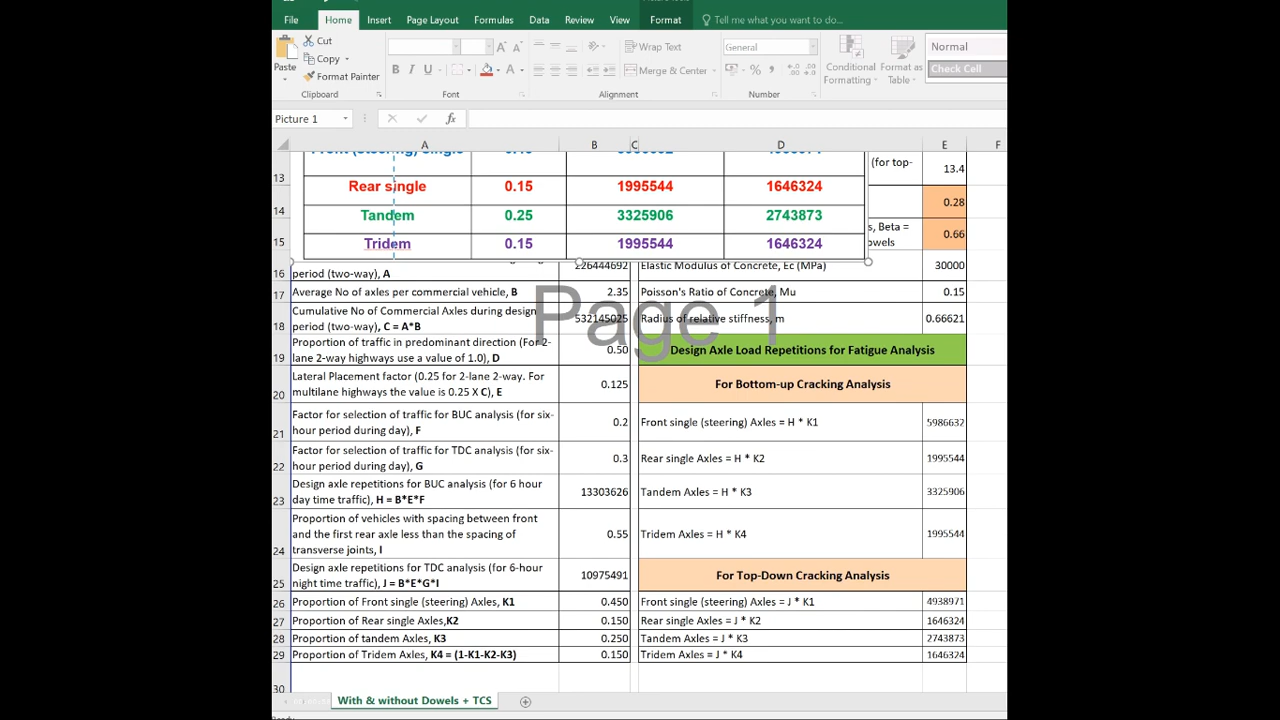 File Home Insert Page Layout Formulas Data Review View Format Tell me what you want to do...
Paste
Cut
Copy
Format Painter
Clipboard
B I U
Font
Wrap Text
Merge & Center
Alignment
General
Number
Conditional Formatting
Format as Table
Normal
Check Cell
Picture 1 fx
A B C D E F
13 (for top- 13.4
Rear single 0.15 1995544 1646324
14 Tandem 0.25 3325906 2743873 0.28
15 Tridem 0.15 1995544 1646324 s, Beta = 0.66
owels
16 period (two-way), A 226444692 Elastic Modulus of Concrete, Ec (MPa) 30000
17 Average No of axles per commercial vehicle, B 2.35 Poisson's Ratio of Concrete, Mu 0.15
Page 1
Cumulative No of Commercial Axles during design
18 period (two-way), C = A*B 532145025 Radius of relative stiffness, m 0.66621
Proportion of traffic in predominant direction (For 2-
19 lane 2-way highways use a value of 1.0), D 0.50 Design Axle Load Repetitions for Fatigue Analysis
Lateral Placement factor (0.25 for 2-lane 2-way. For
20 multilane highways the value is 0.25 X C), E 0.125 For Bottom-up Cracking Analysis
Factor for selection of traffic for BUC analysis (for six-
21 hour period during day), F 0.2 Front single (steering) Axles = H * K1 5986632
Factor for selection of traffic for TDC analysis (for six-
22 hour period during day), G 0.3 Rear single Axles = H * K2 1995544
Design axle repetitions for BUC analysis (for 6 hour
23 day time traffic), H = B*E*F 13303626 Tandem Axles = H * K3 3325906
Proportion of vehicles with spacing between front
and the first rear axle less than the spacing of
24 transverse joints, I 0.55 Tridem Axles = H * K4 1995544
Design axle repetitions for TDC analysis (for 6-hour
25 night time traffic), J = B*E*G*I 10975491 For Top-Down Cracking Analysis
26 Proportion of Front single (steering) Axles, K1 0.450 Front single (steering) Axles = J * K1 4938971
27 Proportion of Rear single Axles,K2 0.150 Rear single Axles = J * K2 1646324
28 Proportion of tandem Axles, K3 0.250 Tandem Axles = J * K3 2743873
29 Proportion of Tridem Axles, K4 = (1-K1-K2-K3) 0.150 Tridem Axles = J * K4 1646324
30
With & without Dowels + TCS